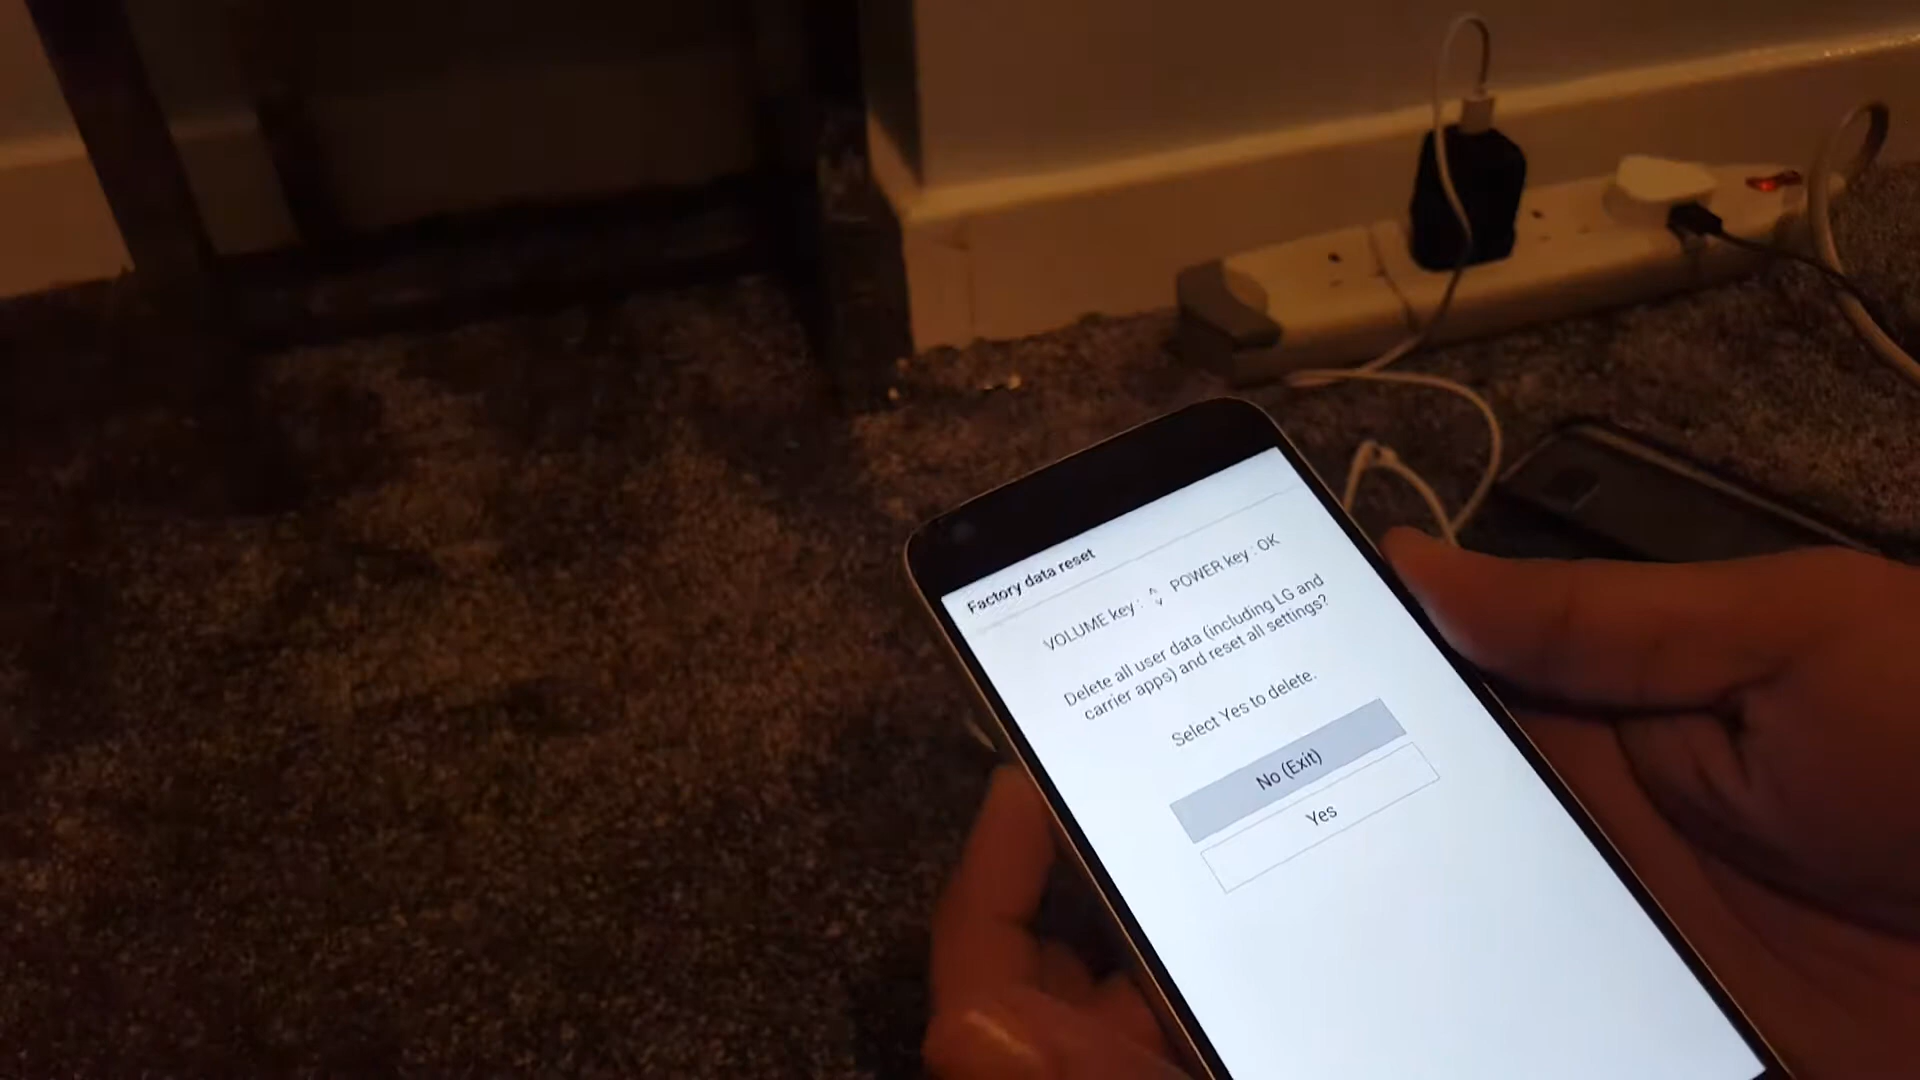 Factory data reset
VOLUME key : POWER key : OK
Delete all user data (including LG and
carrier apps) and reset all settings?
Select Yes to delete.
No (Exit)
Yes